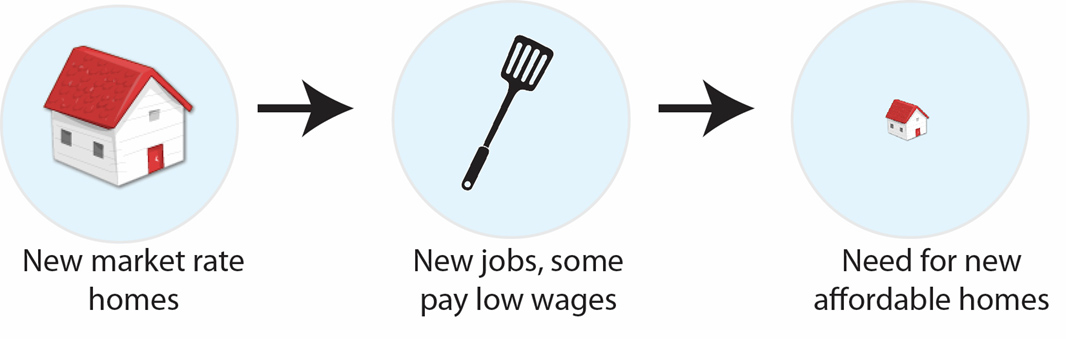 New market rate
homes
New jobs, some
pay low wages
Need for new
affordable homes